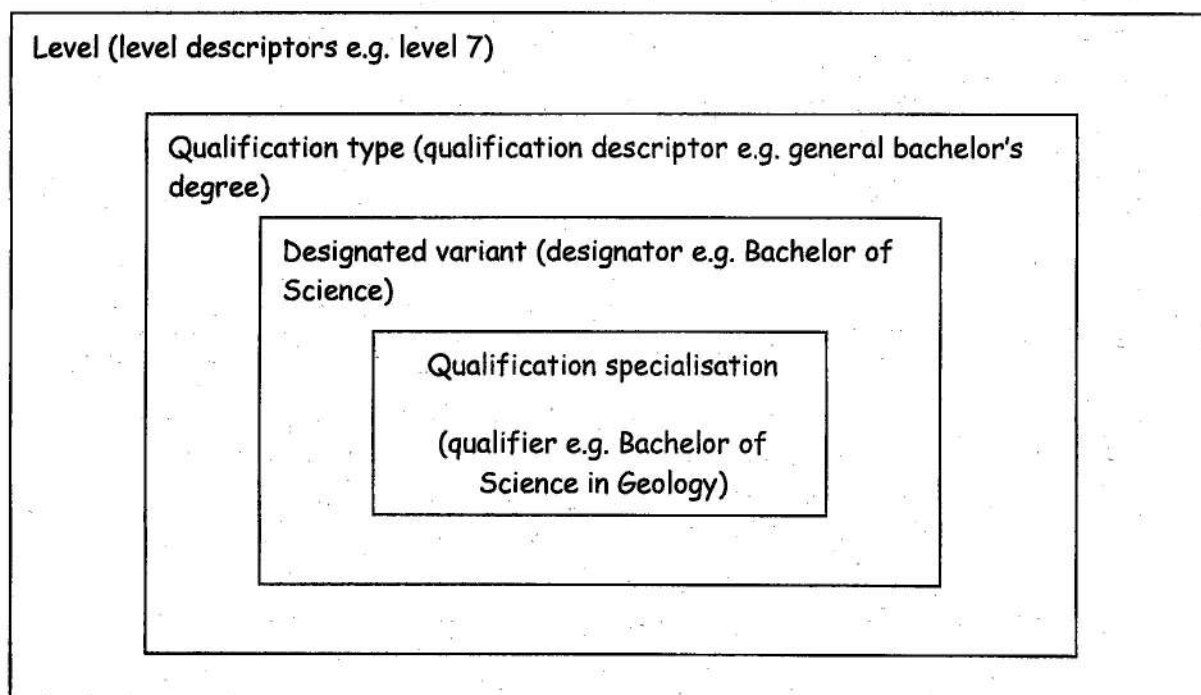 Level (level descriptors e.g. level 7)
Qualification type (qualification descriptor e.g. general bachelor's
degree)
Designated variant (designator e.g. Bachelor of
Science)
Qualification specialisation
(qualifier e.g. Bachelor of
Science in Geology)